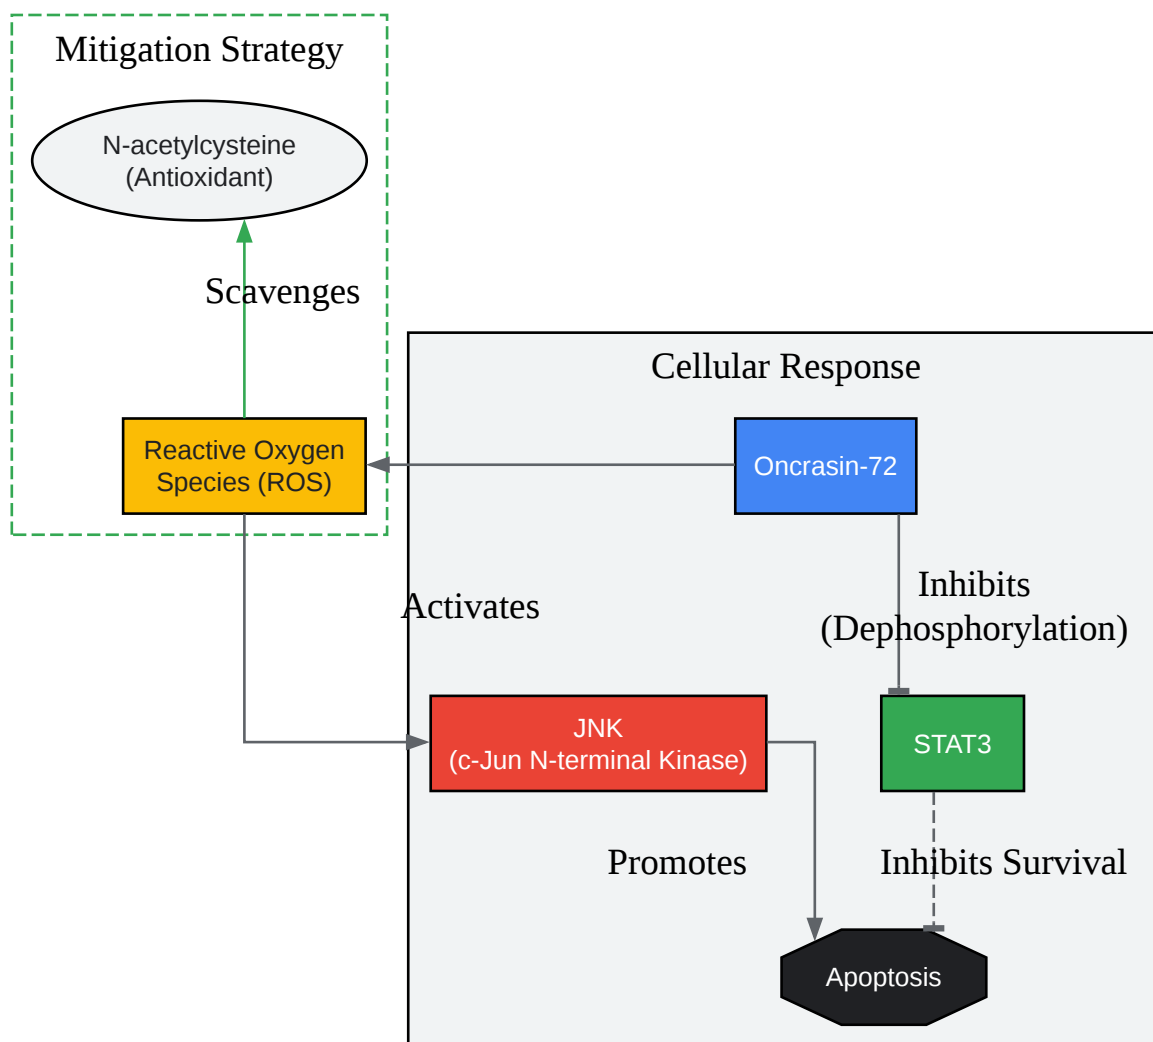 Mitigation Strategy
N-acetylcysteine
(Antioxidant)
Scavenges
Cellular Response
Reactive Oxygen
Species (ROS)
Oncrasin-72
Inhibits
(Dephosphorylation)
Activates
JNK
(c-Jun N-terminal Kinase)
STAT3
Promotes
Inhibits Survival
Apoptosis